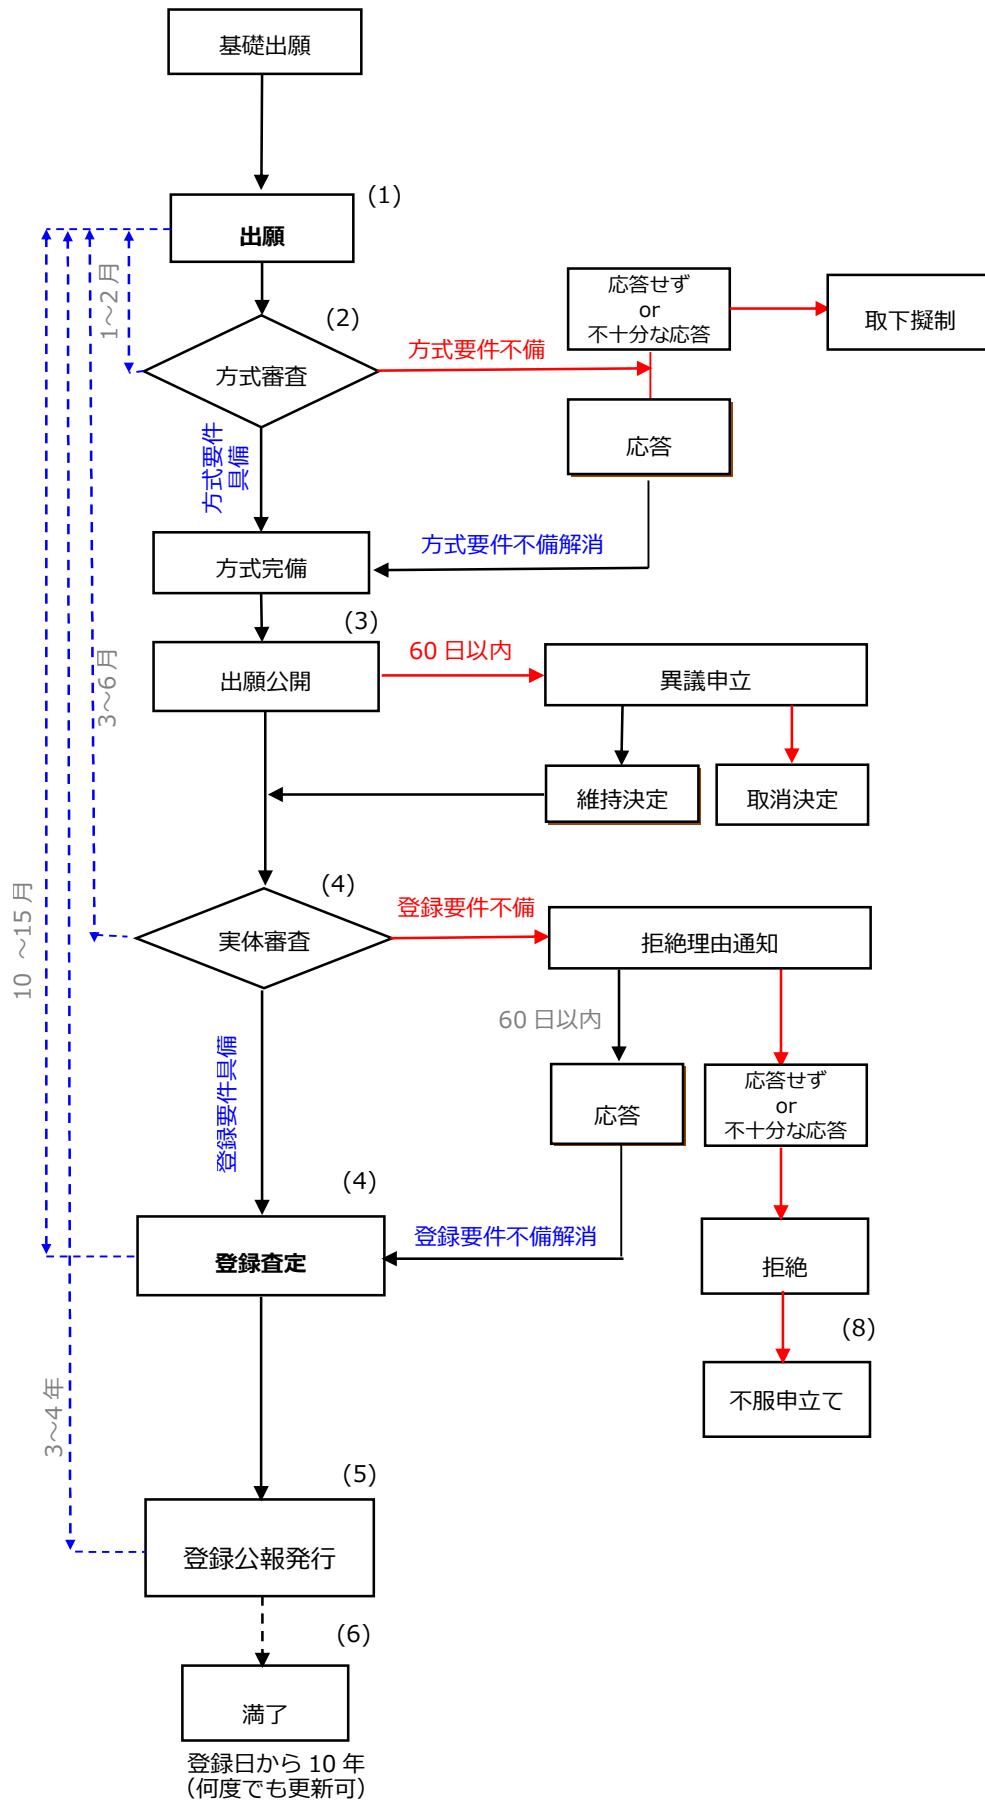 基礎出願
(1)
出願
1～2月
(2)
方式審査
方式要件不備
応答せず
or
不十分な応答
取下擬制
応答
方式要件
具備
方式要件不備解消
方式完備
(3)
出願公開
60日以内
異議申立
3～6月
維持決定
取消決定
(4)
実体審査
登録要件不備
拒絶理由通知
10 ～15月
60日以内
登録要件具備
応答
応答せず
or
不十分な応答
(4)
登録査定
登録要件不備解消
拒絶
(8)
不服申立て
3～4年
(5)
登録公報発行
(6)
満了
登録日から10年
（何度でも更新可）